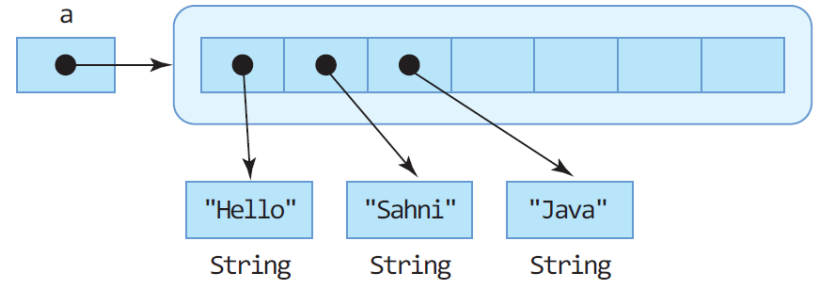 a
"Hello" "Sahni" "Java"
String String String